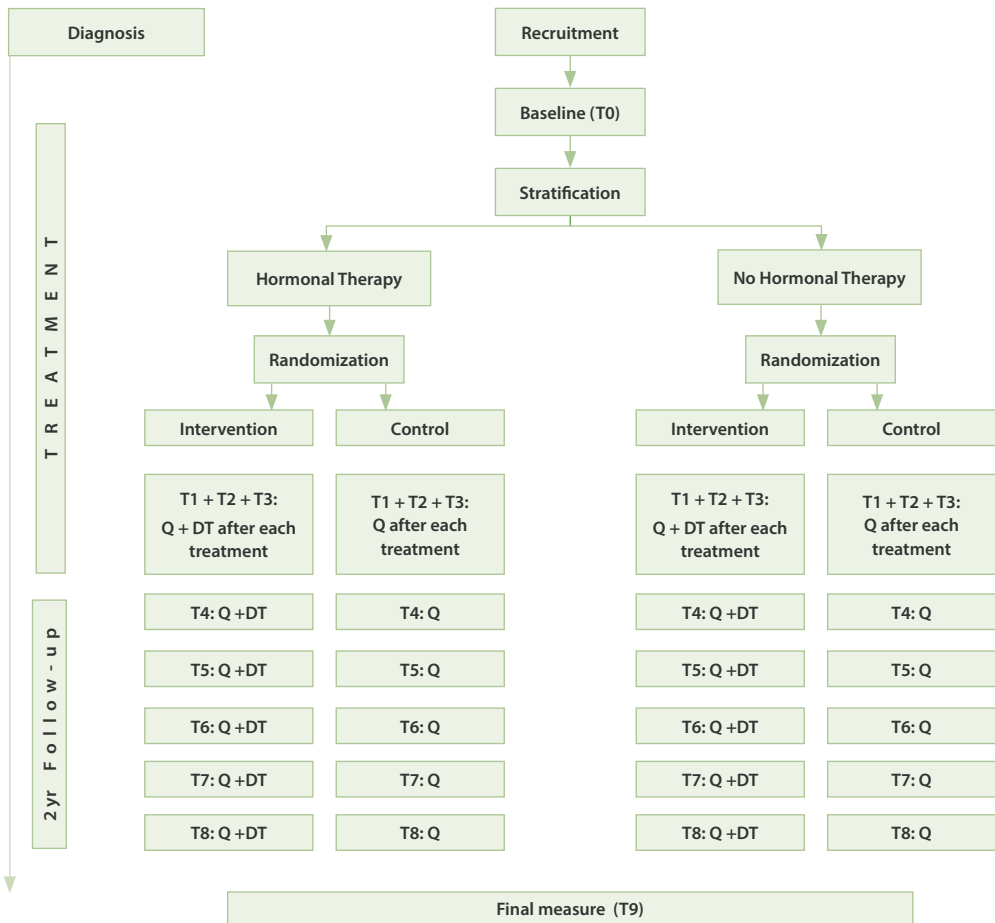 Diagnosis
Recruitment
Baseline (T0)
Stratification
TREATMENT
Hormonal Therapy
No Hormonal Therapy
Randomization
Randomization
Intervention
Control
Intervention
Control
T1 + T2 + T3:
Q + DT after each
treatment
T1 + T2 + T3:
Q after each
treatment
T1 + T2 + T3:
Q + DT after each
treatment
T1 + T2 + T3:
Q after each
treatment
2yr Follow-up
T4: Q +DT
T4: Q
T4: Q +DT
T4: Q
T5: Q +DT
T5: Q
T5: Q +DT
T5: Q
T6: Q +DT
T6: Q
T6: Q +DT
T6: Q
T7: Q +DT
T7: Q
T7: Q +DT
T7: Q
T8: Q +DT
T8: Q
T8: Q +DT
T8: Q
Final measure (T9)